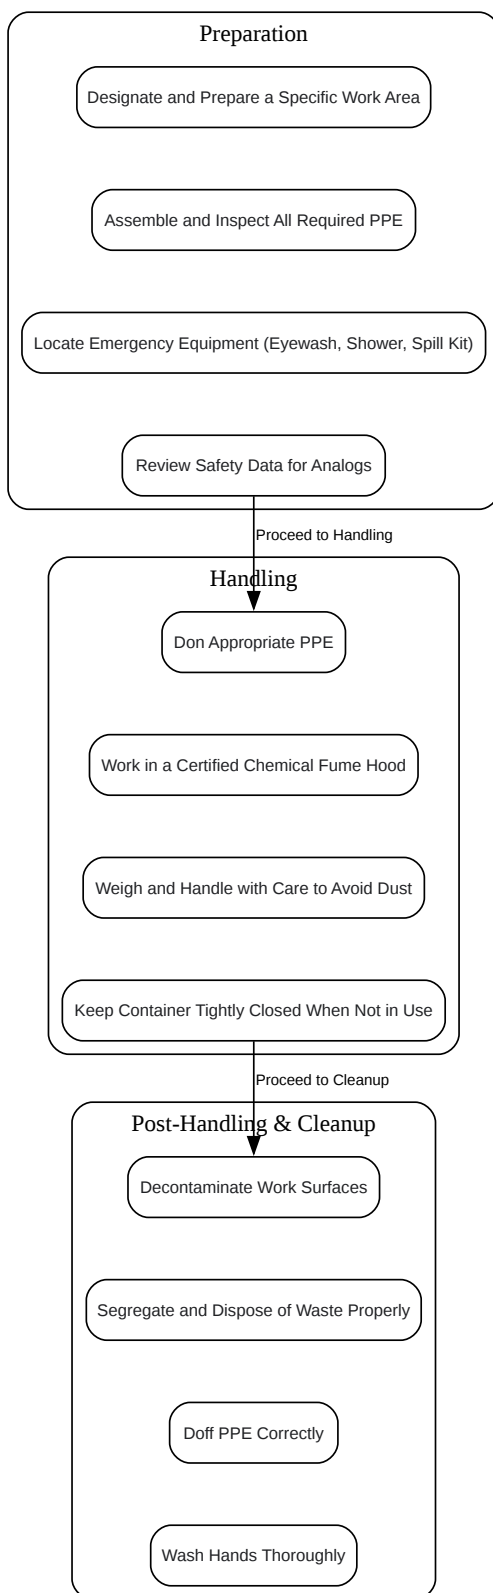 Preparation
Designate and Prepare a Specific Work Area
Assemble and Inspect All Required PPE
Locate Emergency Equipment (Eyewash, Shower, Spill Kit)
Review Safety Data for Analogs
Proceed to Handling
Handling
Don Appropriate PPE
Work in a Certified Chemical Fume Hood
Weigh and Handle with Care to Avoid Dust
Keep Container Tightly Closed When Not in Use
Proceed to Cleanup
Post-Handling & Cleanup
Decontaminate Work Surfaces
Segregate and Dispose of Waste Properly
Doff PPE Correctly
Wash Hands Thoroughly